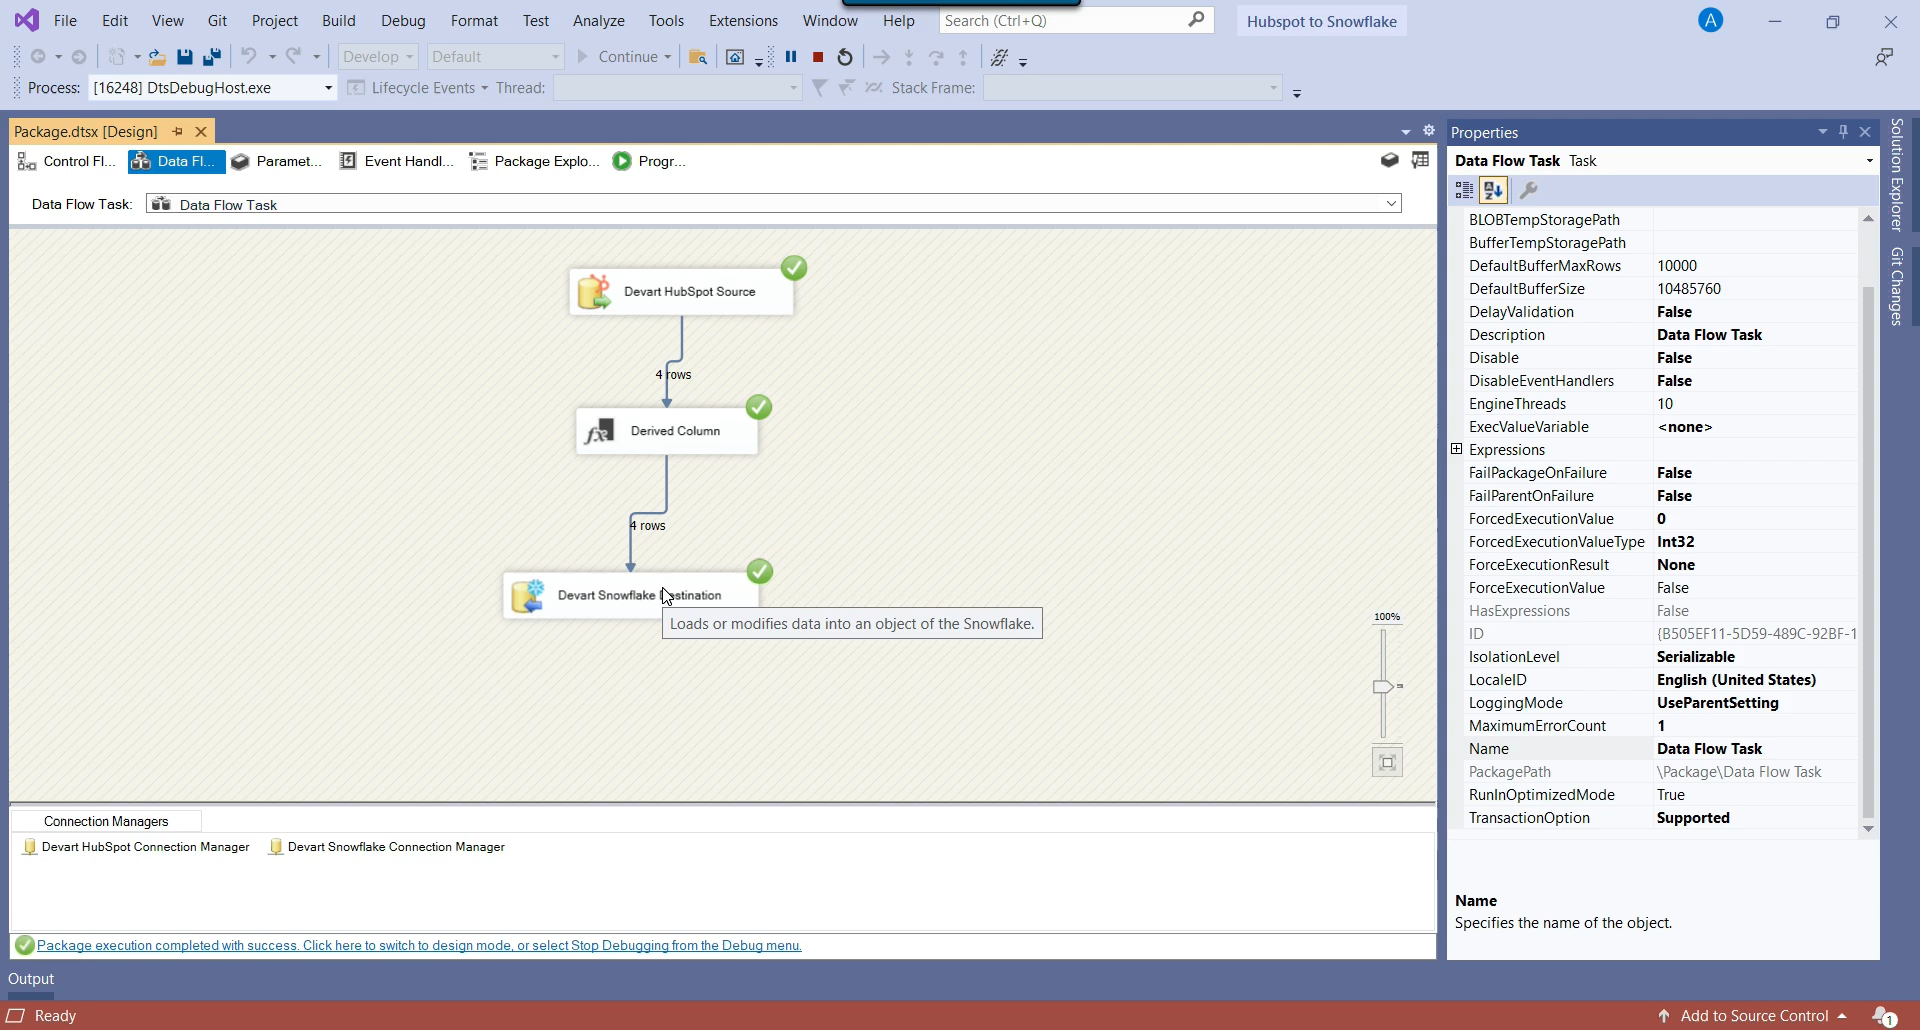 File Edit View Git Project Build Debug Format Test Analyze Tools Extensions Window Help Search (Ctrl+Q) Hubspot to Snowflake A
Develop Default Continue
Process: [16248] DtsDebugHost.exe Lifecycle Events Thread: Stack Frame:
Package.dtsx [Design]
Control Fl... Data Fl... Paramet... Event Handl... Package Explo... Progr...
Data Flow Task: Data Flow Task
Devart HubSpot Source
4 rows
fx Derived Column
4 rows
Devart Snowflake Destination
Loads or modifies data into an object of the Snowflake.
100%
Connection Managers
Devart HubSpot Connection Manager Devart Snowflake Connection Manager
Package execution completed with success. Click here to switch to design mode, or select Stop Debugging from the Debug menu.
Properties
Data Flow Task Task
BLOBTempStoragePath
BufferTempStoragePath
DefaultBufferMaxRows 10000
DefaultBufferSize 10485760
DelayValidation False
Description Data Flow Task
Disable False
DisableEventHandlers False
EngineThreads 10
ExecValueVariable <none>
Expressions
FailPackageOnFailure False
FailParentOnFailure False
ForcedExecutionValue 0
ForcedExecutionValueType Int32
ForceExecutionResult None
ForceExecutionValue False
HasExpressions False
ID {B505EF11-5D59-489C-92BF-1
IsolationLevel Serializable
LocaleID English (United States)
LoggingMode UseParentSetting
MaximumErrorCount 1
Name Data Flow Task
PackagePath \Package\Data Flow Task
RunInOptimizedMode True
TransactionOption Supported
Name
Specifies the name of the object.
Solution Explorer
Git Changes
Output
Ready Add to Source Control 1